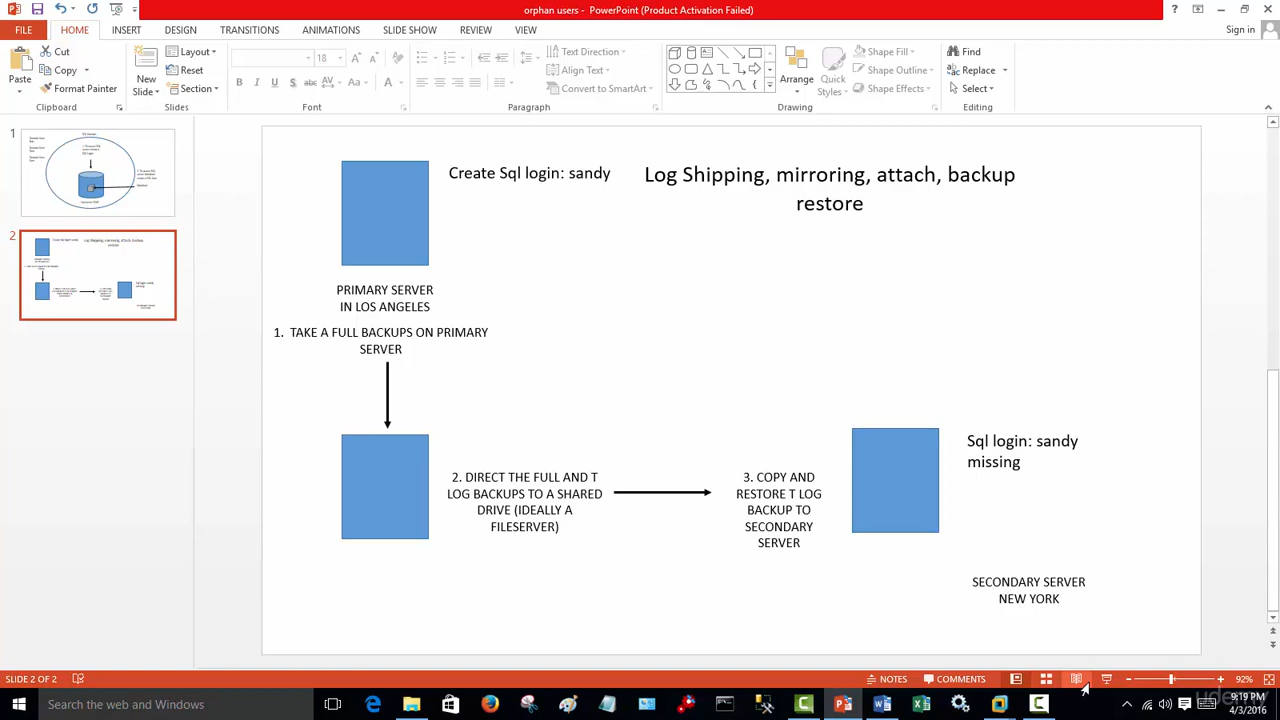 orphan users - PowerPoint (Product Activation Failed)
FILE HOME INSERT DESIGN TRANSITIONS ANIMATIONS SLIDE SHOW REVIEW VIEW Sign in
Paste
Cut
Copy
Format Painter
Clipboard
New
Slide
Layout
Reset
Section
Slides
18
Font
Text Direction
Align Text
Convert to SmartArt
Paragraph
Arrange
Quick
Styles
Shape Fill
Shape Outline
Shape Effects
Drawing
Find
Replace
Select
Editing
1
2
Create Sql login: sandy
Log Shipping, mirroring, attach, backup
restore
PRIMARY SERVER
IN LOS ANGELES
1. TAKE A FULL BACKUPS ON PRIMARY
SERVER
2. DIRECT THE FULL AND T
LOG BACKUPS TO A SHARED
DRIVE (IDEALLY A
FILESERVER)
3. COPY AND
RESTORE T LOG
BACKUP TO
SECONDARY
SERVER
Sql login: sandy
missing
SECONDARY SERVER
NEW YORK
SLIDE 2 OF 2
NOTES
COMMENTS
92%
Search the web and Windows
9:19 PM
4/3/2016
udemy